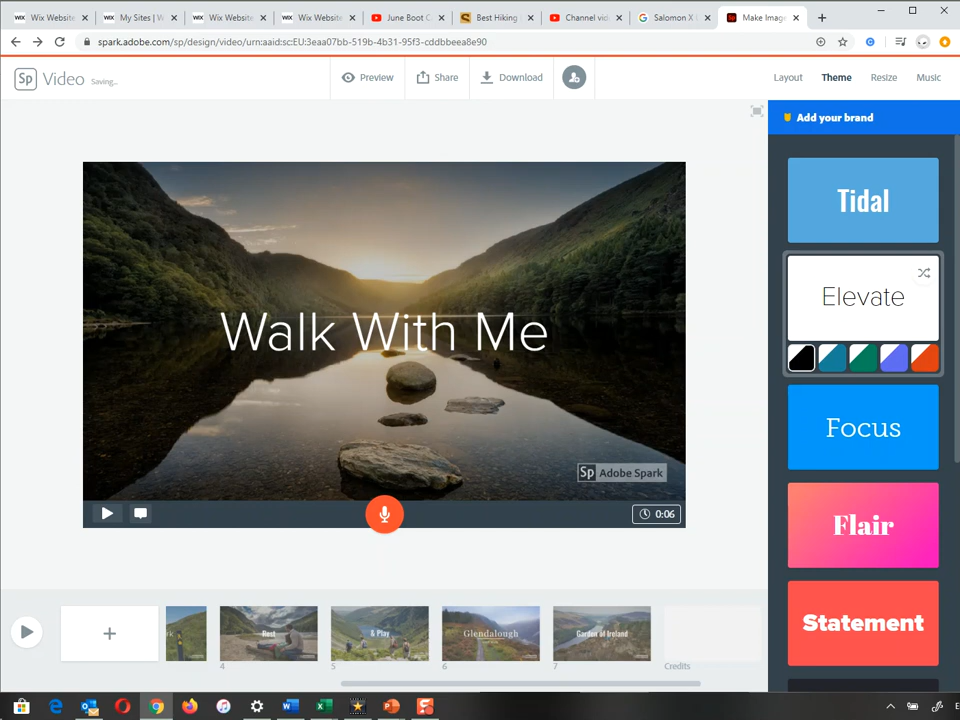 Wix Website
My Sites | W
Wix Website
Wix Website
June Boot C
Best Hiking
Channel vid
Salomon X
Make Image
spark.adobe.com/sp/design/video/urn:aaid:sc:EU:3eaa07bb-519b-4b31-95f3-cddbbeea8e90
Sp Video Saving...
Preview
Share
Download
Layout
Theme
Resize
Music
Add your brand
Tidal
Elevate
Focus
Flair
Statement
Walk With Me
Sp Adobe Spark
0:06
Rest
& Play
Glendalough
Garden of Ireland
4
5
6
7
Credits